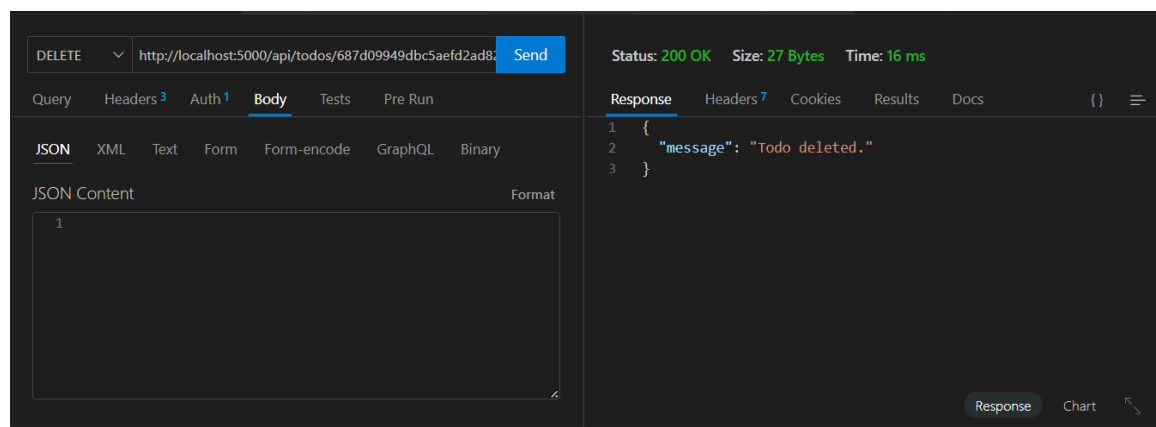 DELETE http://localhost:5000/api/todos/687d09949dbc5aefd2ad82 Send
Query Headers 3 Auth 1 Body Tests Pre Run
JSON XML Text Form Form-encode GraphQL Binary
JSON Content Format
1
Status: 200 OK Size: 27 Bytes Time: 16 ms
Response Headers 7 Cookies Results Docs {}
1 {
2 "message": "Todo deleted."
3 }
Response Chart